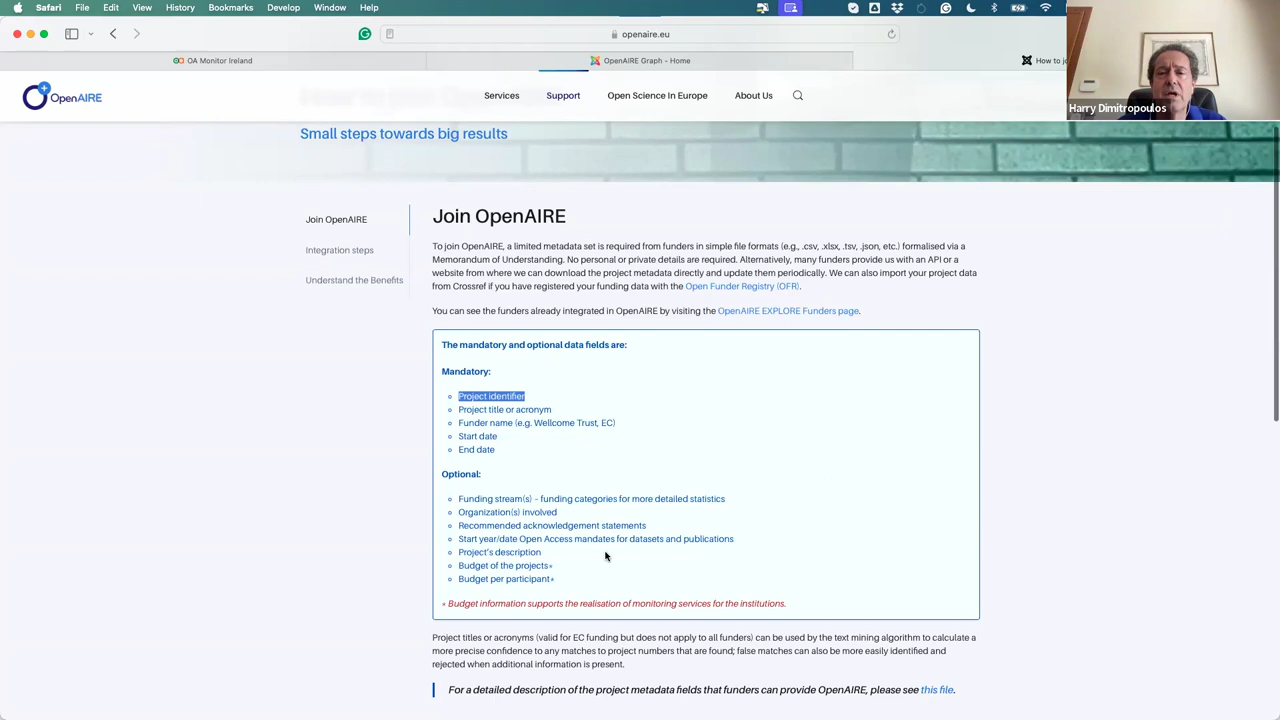 Safari File Edit View History Bookmarks Window Help
openaire.eu
OA Monitor Ireland
OpenAIRE Graph - Home
How to jo
Harry Dimitropoulos
OpenAIRE
Services
Support
Open Science in Europe
About Us
Small steps towards big results
Join OpenAIRE
Integration steps
Understand the Benefits
Join OpenAIRE
To join OpenAIRE, a limited metadata set is required from funders in simple file formats (e.g., .csv, .xlsx, .tsv, .json, etc.) formalised via a
Memorandum of Understanding. No personal or private details are required. Alternatively, many funders provide us with an API or a
website from where we can download the project metadata directly and update them periodically. We can also import your project data
from Crossref if you have registered your funding data with the Open Funder Registry (OFR).
You can see the funders already integrated in OpenAIRE by visiting the OpenAIRE EXPLORE Funders page.
The mandatory and optional data fields are:
Mandatory:
Project identifier
Project title or acronym
Funder name (e.g. Wellcome Trust, EC)
Start date
End date
Optional:
Funding stream(s) – funding categories for more detailed statistics
Organization(s) involved
Recommended acknowledgement statements
Start year/date Open Access mandates for datasets and publications
Project's description
Budget of the projects*
Budget per participant*
* Budget information supports the realisation of monitoring services for the institutions.
Project titles or acronyms (valid for EC funding but does not apply to all funders) can be used by the text mining algorithm to calculate a
more precise confidence to any matches to project numbers that are found; false matches can also be more easily identified and
rejected when additional information is present.
For a detailed description of the project metadata fields that funders can provide OpenAIRE, please see this file.